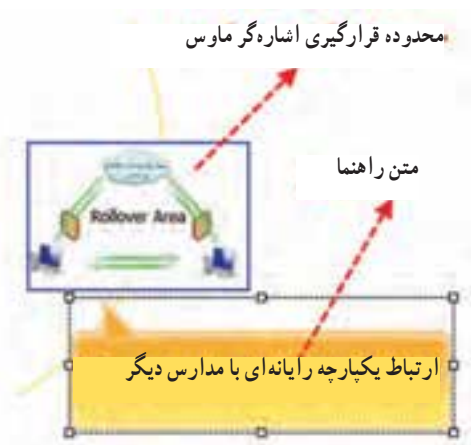 محدوده قرارگیری اشاره‌گر ماوس
متن راهنما
Rollover Area
ارتباط یکپارچه رایانه‌ای با مدارس دیگر